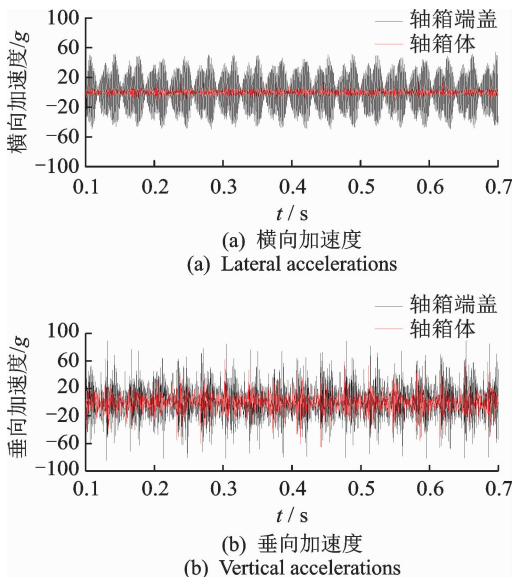 轴箱端盖
轴箱体
横向加速度/g
100
60
20
−20
−60
−100
0.1 0.2 0.3 0.4 0.5 0.6 0.7
t / s
(a) 横向加速度
(a) Lateral accelerations
轴箱端盖
轴箱体
垂向加速度/g
100
60
20
−20
−60
−100
0.1 0.2 0.3 0.4 0.5 0.6 0.7
t / s
(b) 垂向加速度
(b) Vertical accelerations